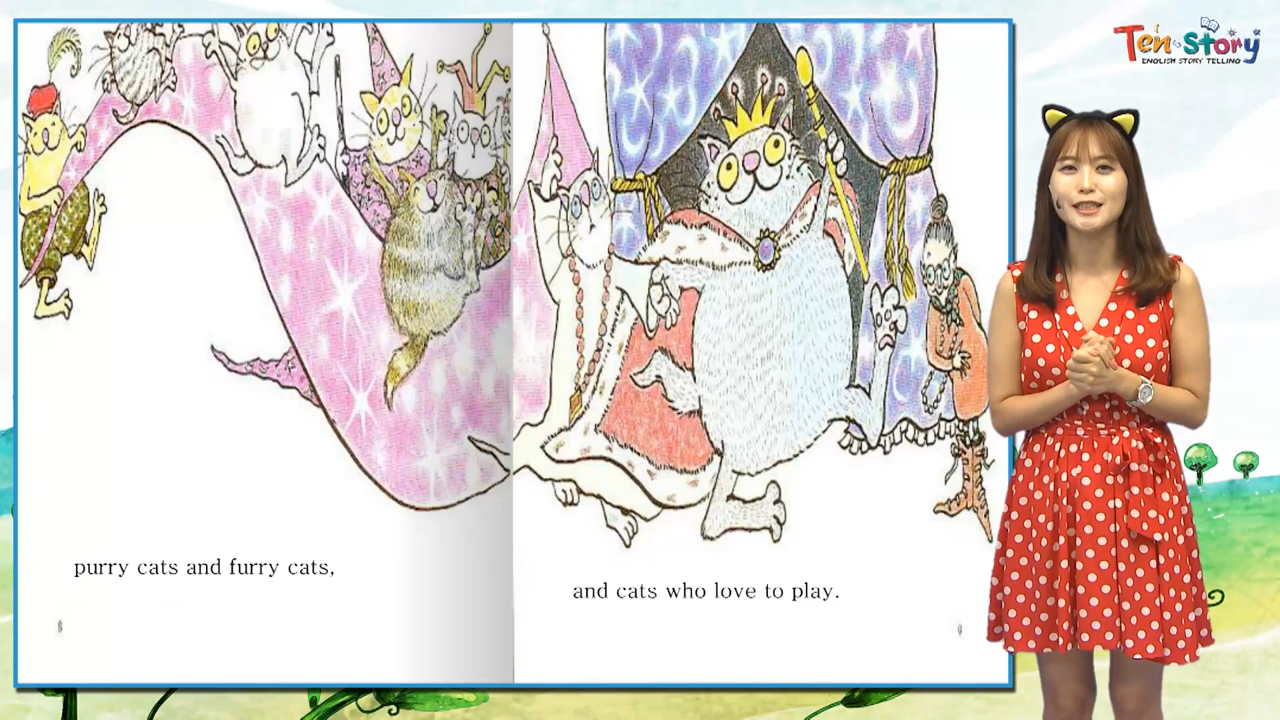 Ten-Story
ENGLISH STORY TELLING
purry cats and furry cats,
and cats who love to play.